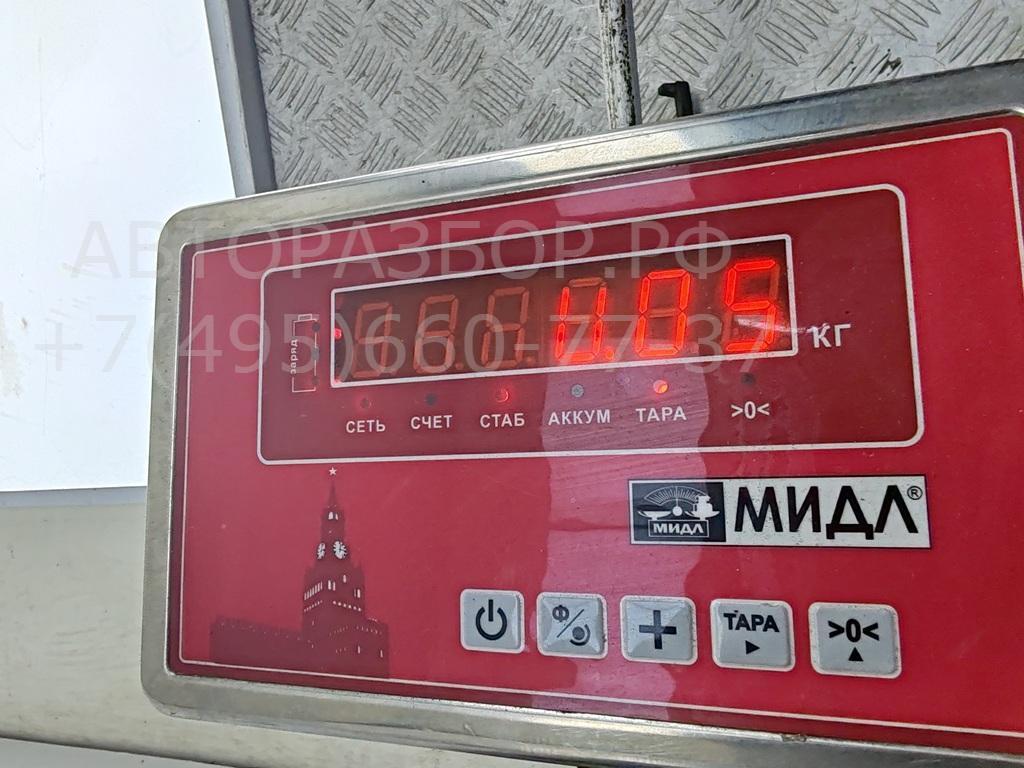 АВТОРАЗБОР.РФ
+7(495)660-77-37
заряд
0.05
КГ
СЕТЬ СЧЕТ СТАБ АККУМ ТАРА >0<
МИДЛ МИДЛ®
Ф
ТАРА >0<